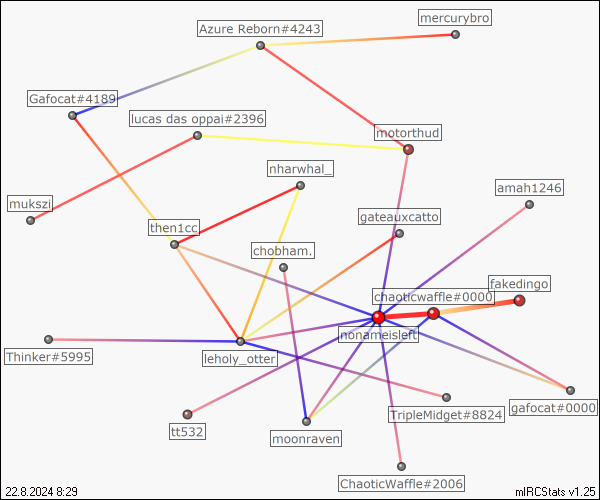 mercurybro
Azure Reborn#4243
Gafocat#4189
lucas das oppai#2396
motorthud
nharwhal_
amah1246
mukszi
gateauxcatto
then1cc
chobham.
fakedingo
chaoticwaffle#0000
nonameisleft
Thinker#5995
leholy_otter
gafocat#0000
TripleMidget#8824
tt532
moonraven
ChaoticWaffle#2006
22.8.2024 8:29
mIRCStats v1.25